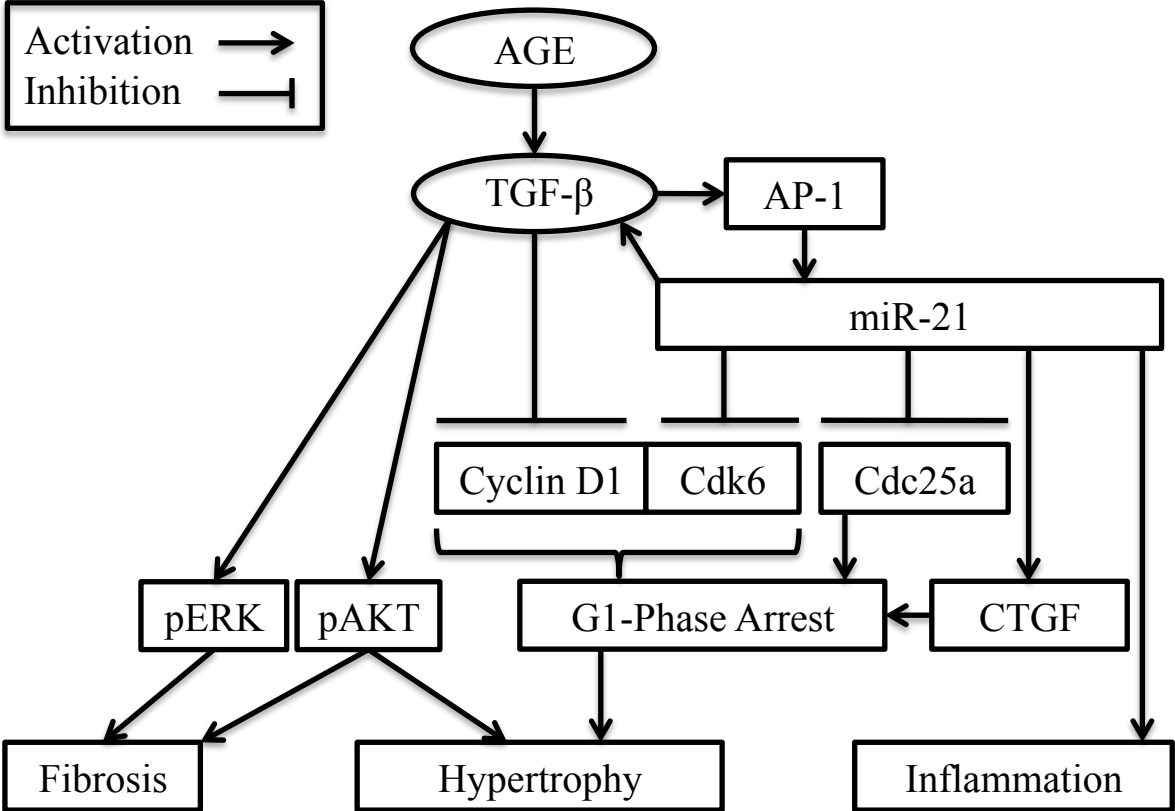 Activation
Inhibition
AGE
TGF-β
AP-1
miR-21
Cyclin D1
Cdk6
Cdc25a
pERK
pAKT
G1-Phase Arrest
CTGF
Fibrosis
Hypertrophy
Inflammation